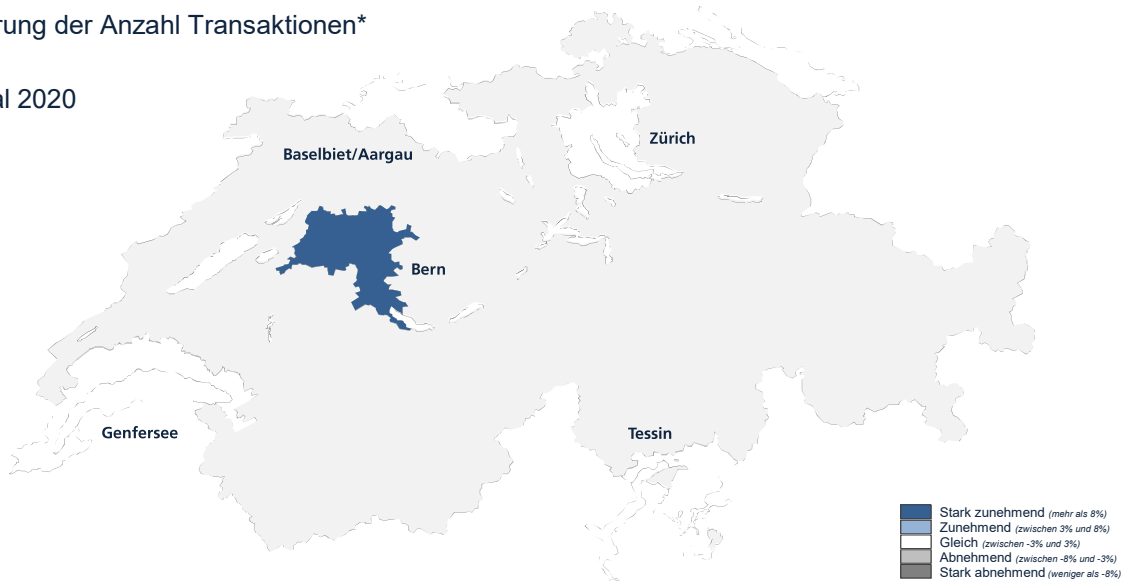 rung der Anzahl Transaktionen*
al 2020
Zürich
Baselbiet/Aargau
Bern
Genfersee
Tessin
Stark zunehmend (mehr als 8%)
Zunehmend (zwischen 3% und 8%)
Gleich (zwischen -3% und 3%)
Abnehmend (zwischen -8% und -3%)
Stark abnehmend (weniger als -8%)